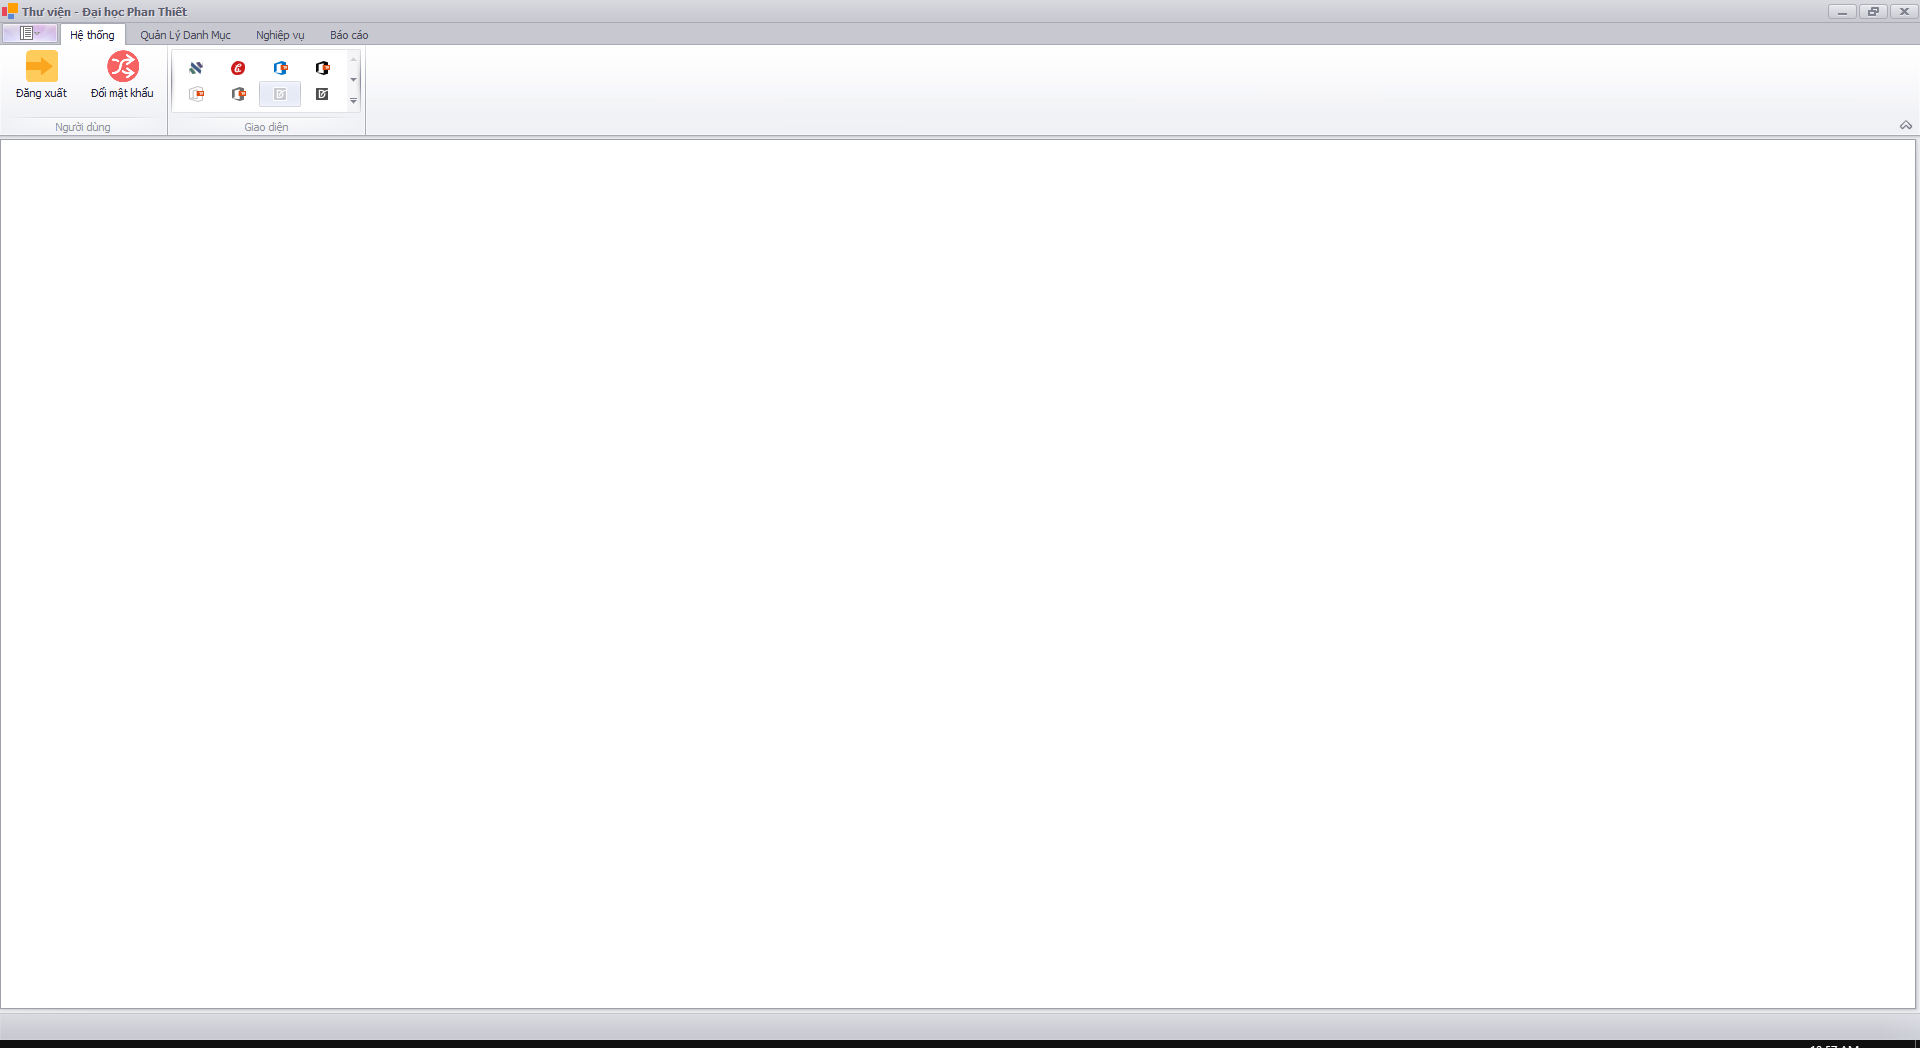 Thư viện - Đại học Phan Thiết
Hệ thống Quản Lý Danh Mục Nghiệp vụ Báo cáo
Đăng xuất Đổi mật khẩu
Người dùng Giao diện